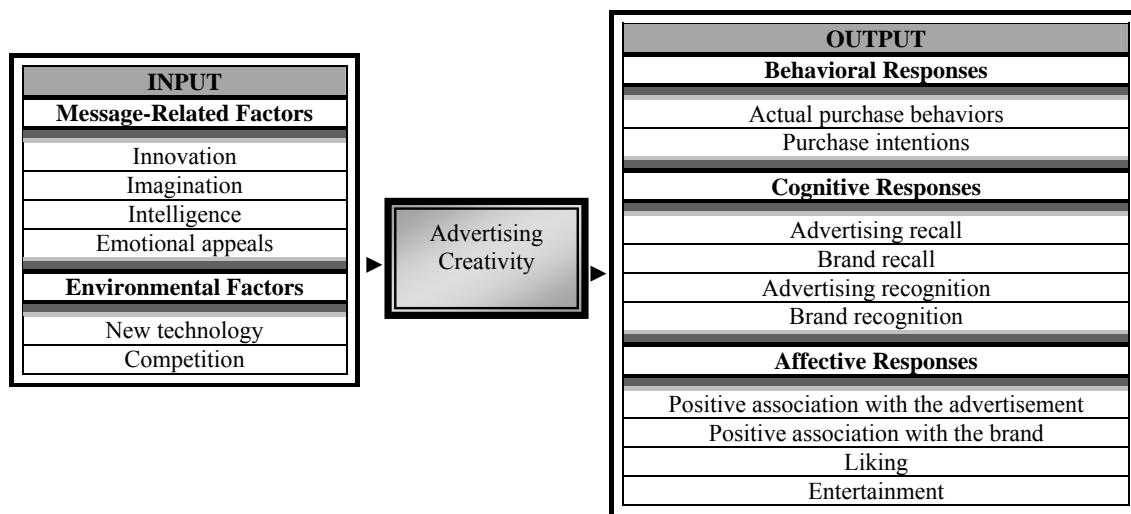 INPUT
Message-Related Factors
Innovation
Imagination
Intelligence
Emotional appeals
Environmental Factors
New technology
Competition
Advertising
Creativity
OUTPUT
Behavioral Responses
Actual purchase behaviors
Purchase intentions
Cognitive Responses
Advertising recall
Brand recall
Advertising recognition
Brand recognition
Affective Responses
Positive association with the advertisement
Positive association with the brand
Liking
Entertainment